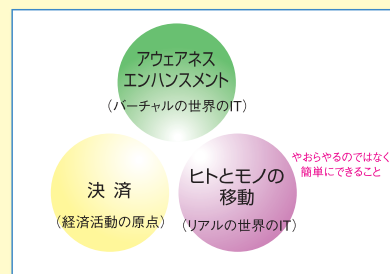 アウェアネス
エンハンスメント
（バーチャルの世界のIT）
決済
（経済活動の原点）
ヒトとモノの
移動
（リアルの世界のIT）
やおらやるのではなく
簡単にできること